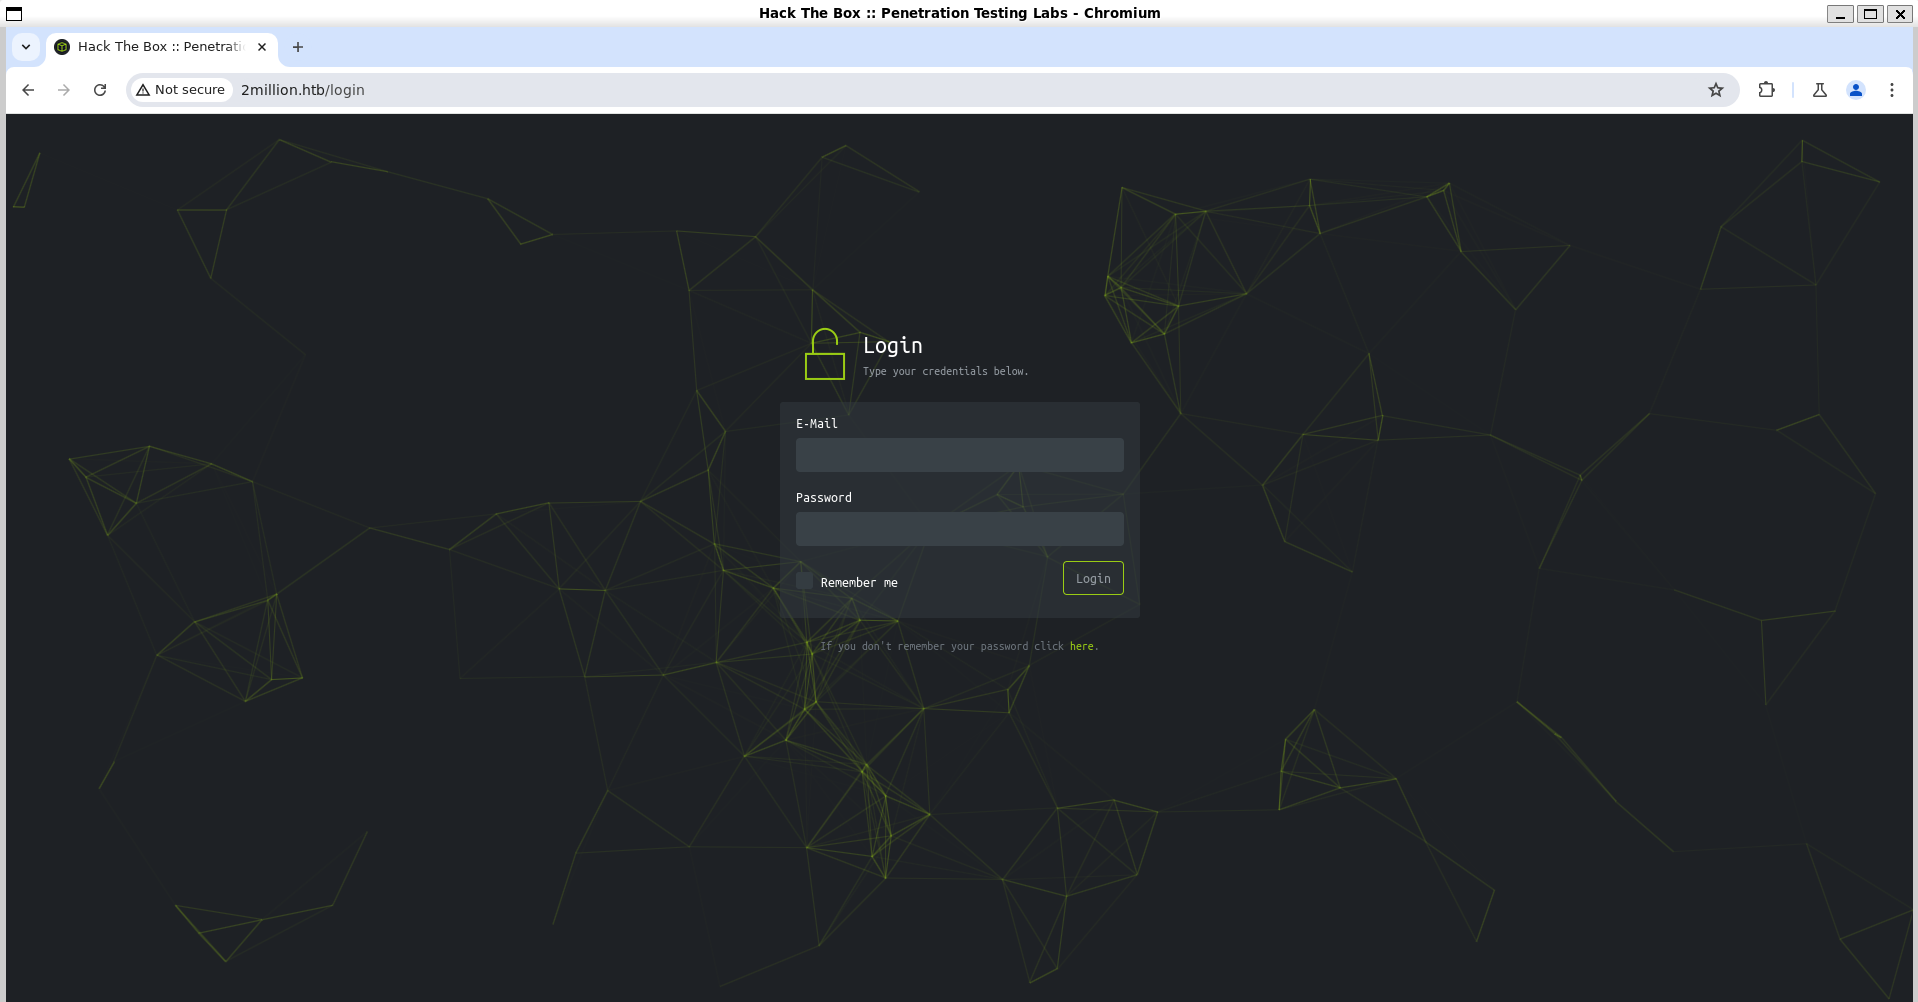 Hack The Box :: Penetration Testing Labs - Chromium
Hack The Box :: Penetrati
Not secure
2million.htb/login
Login
Type your credentials below.
E-Mail
Password
Remember me
Login
If you don't remember your password click here.